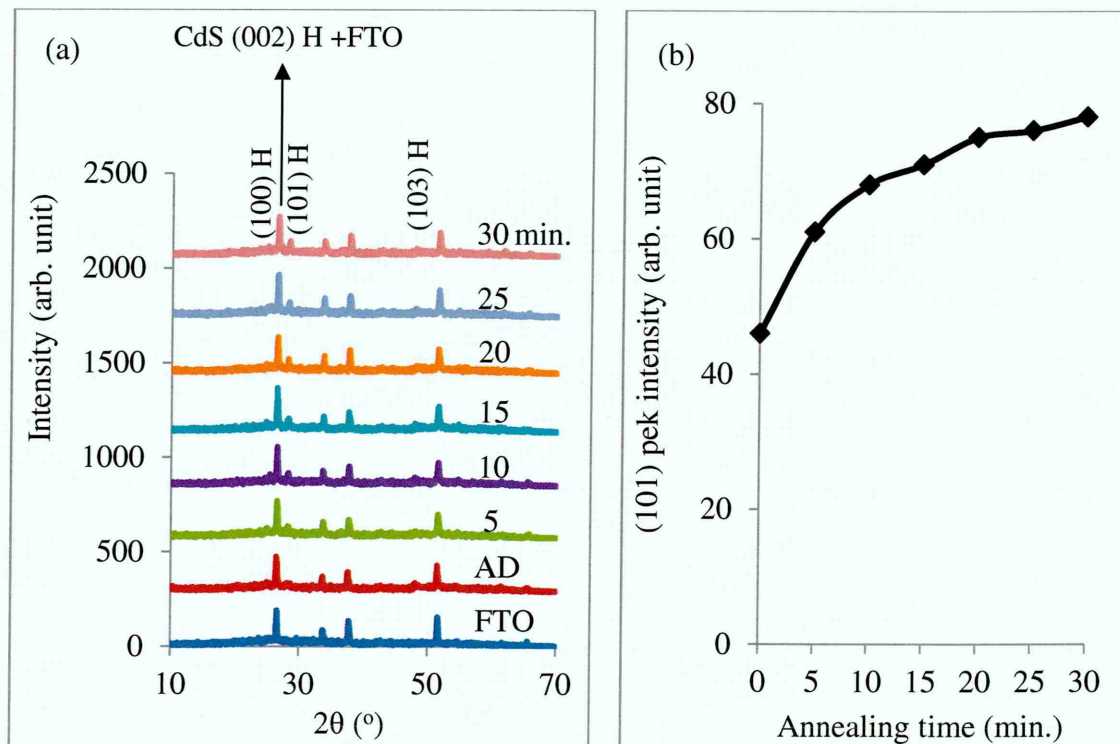 (a)
CdS (002) H +FTO
(100) H
(101) H
(103) H
Intensity (arb. unit)
2500
2000
1500
1000
500
0
30 min.
25
20
15
10
5
AD
FTO
10 30 50 70
2θ (°)
(b)
(101) pek intensity (arb. unit)
80
60
40
20
0
0 5 10 15 20 25 30
Annealing time (min.)